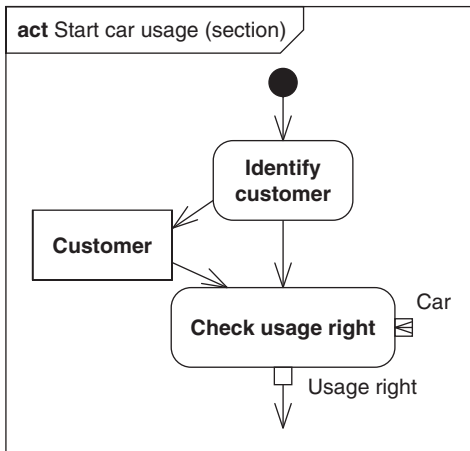 act Start car usage (section)
Identify
customer
Customer
Car
Check usage right
Usage right